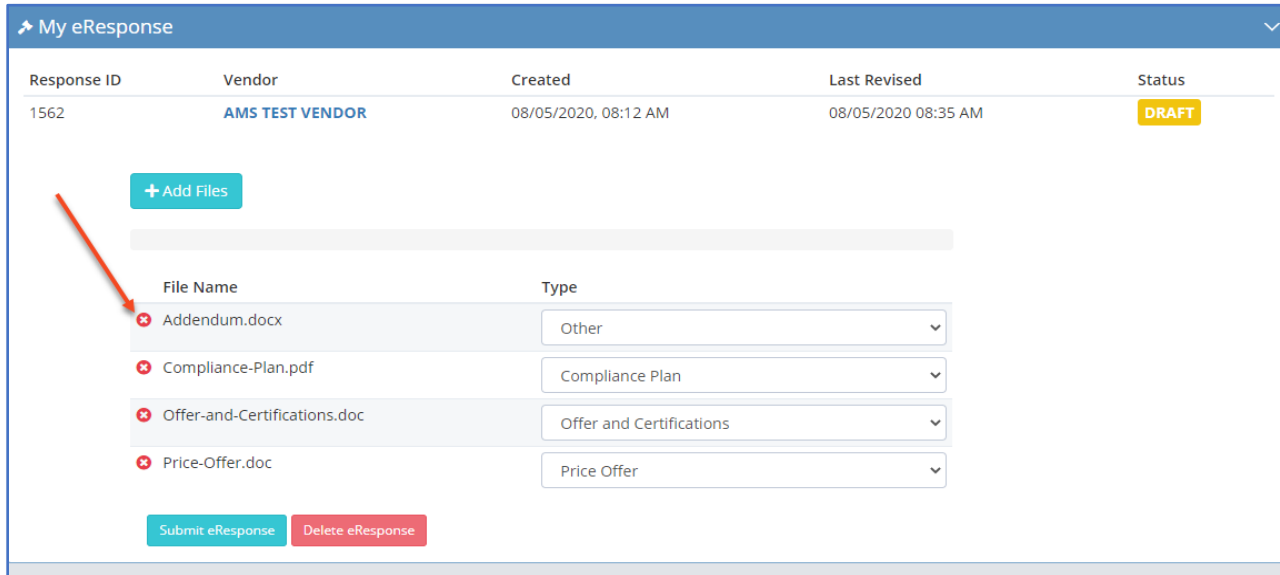 My eResponse
Response ID Vendor Created Last Revised Status
1562 AMS TEST VENDOR 08/05/2020, 08:12 AM 08/05/2020 08:35 AM DRAFT
+ Add Files
File Name Type
Addendum.docx Other
Compliance-Plan.pdf Compliance Plan
Offer-and-Certifications.doc Offer and Certifications
Price-Offer.doc Price Offer
Submit eResponse Delete eResponse